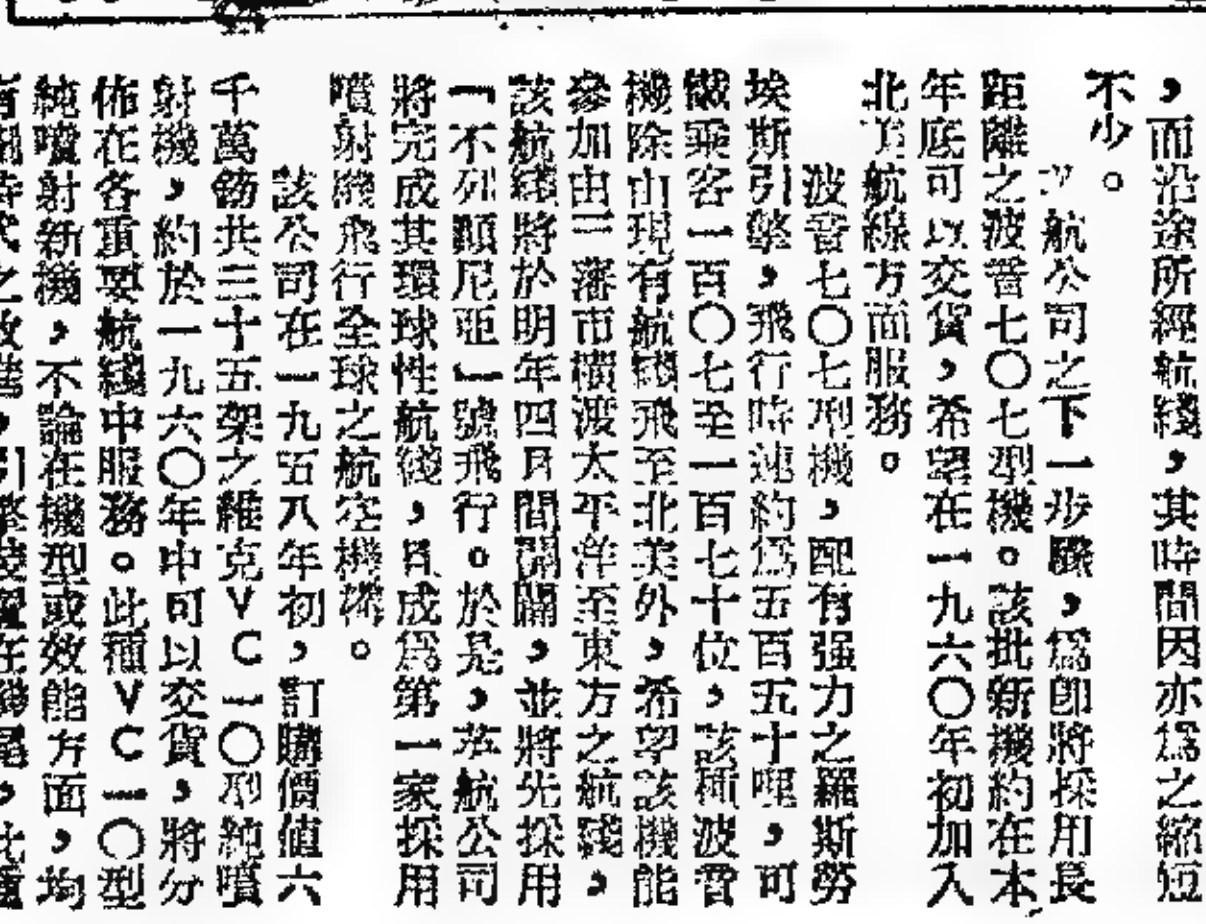 ，而沿途所經航綫，其時間因亦爲之縮短
不少。
航公司之下一步驟，爲卽將採用長
距離之波音七〇七型機。該批新機約在本
年底可以交貨，希望在一九六〇年初加入
北美航線方面服務。
波音七〇七型機，配有强力之羅斯勞
埃斯引擎，飛行時速約爲五百五十哩，可
載乘客一百〇七至一百七十位，該種波音
機除由現有航綫飛至北美外，希望該機能
參加由三藩市橫渡太平洋至東方之航綫，
該航綫將於明年四月間開闢，並將先採用
「不列顛尼亞」號飛行。於是，英航公司
將完成其環球性航綫，且成爲第一家採用
噴射機飛行全球之航空機構。
該公司在一九五八年初，訂購價值六
千萬鎊共三十五架之維克VC一〇型純噴
射機，約於一九六〇年中可以交貨，將分
佈在各重要航綫中服務。此種VC一〇型
純噴射新機，不論在機型或效能方面，均